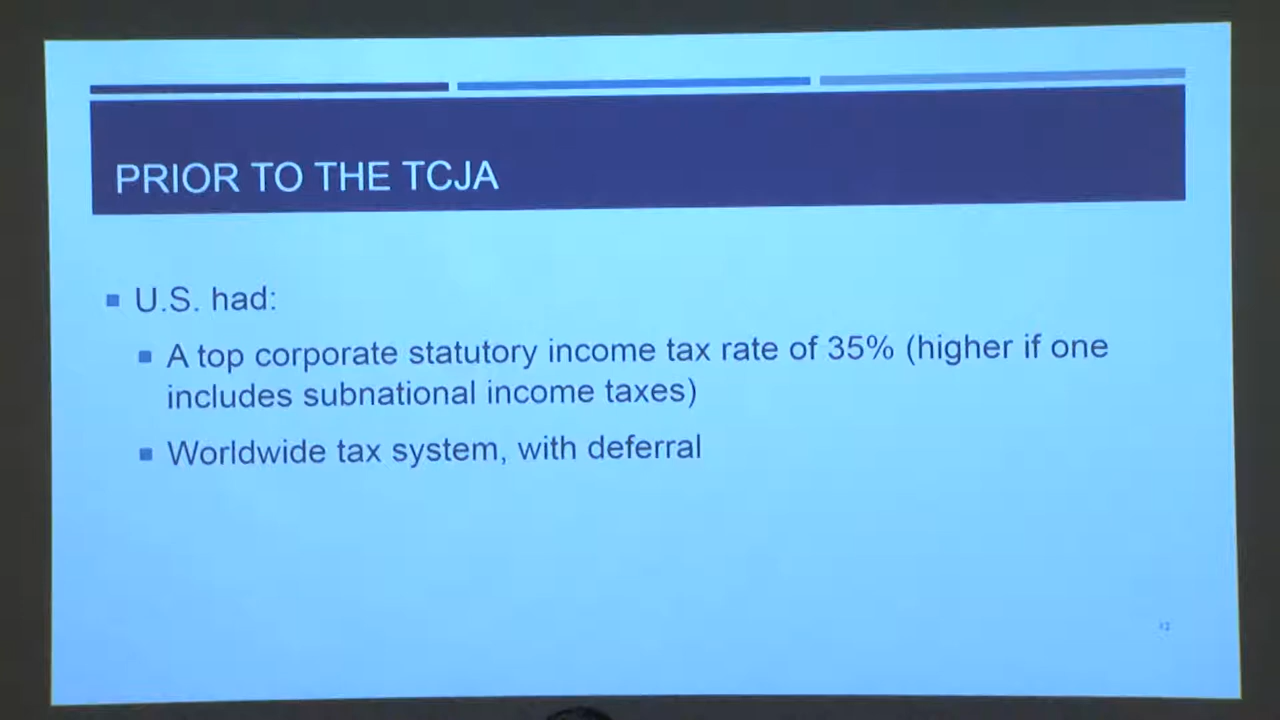 PRIOR TO THE TCJA
U.S. had:
A top corporate statutory income tax rate of 35% (higher if one
includes subnational income taxes)
Worldwide tax system, with deferral